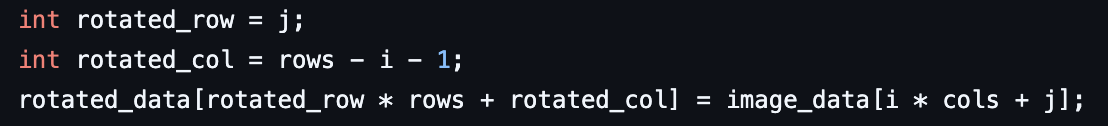 int rotated_row = j;
int rotated_col = rows - i - 1;
rotated_data[rotated_row * rows + rotated_col] = image_data[i * cols + j];